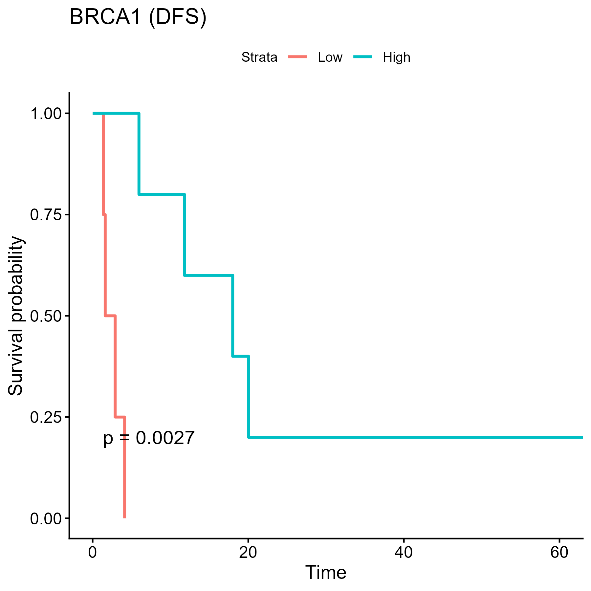 BRCA1 (DFS)
Strata Low High
1.00
0.75
0.50
0.25
0.00
Survival probability
p = 0.0027
0 20 40 60
Time